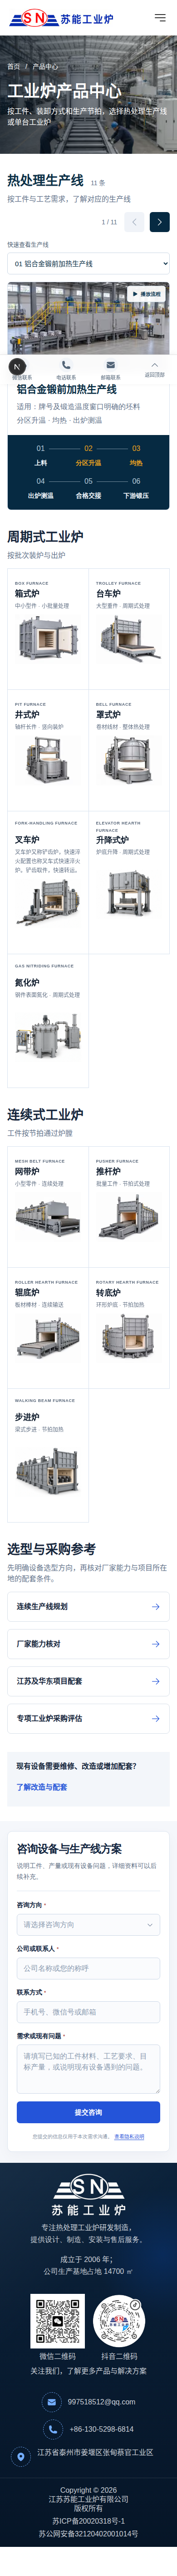 SN 苏能工业炉
首页 / 产品中心
工业炉产品中心
按工件、装卸方式和生产节拍，选择热处理生产线
或单台工业炉
热处理生产线 11 条
按工件与工艺需求，了解对应的生产线
1 / 11
快速查看生产线
01 铝合金锻前加热生产线
播放流程
N
微信联系
电话联系
邮箱联系
返回顶部
铝合金锻前加热生产线
适用：牌号及锻造温度窗口明确的坯料
分区升温 · 均热 · 出炉测温
01 02 03
上料 分区升温 均热
04 05 06
出炉测温 合格交接 下游锻压
周期式工业炉
按批次装炉与出炉
BOX FURNACE
箱式炉
中小型件 · 小批量处理
TROLLEY FURNACE
台车炉
大型重件 · 周期式处理
PIT FURNACE
井式炉
轴杆长件 · 竖向装炉
BELL FURNACE
罩式炉
卷材线材 · 整体热处理
FORK-HANDLING FURNACE
叉车炉
叉车炉又称铲齿炉，快速淬
火配置也称叉车式快速淬火
炉。铲齿取件，快速转运。
ELEVATOR HEARTH
FURNACE
升降式炉
炉底升降 · 周期式处理
GAS NITRIDING FURNACE
氮化炉
钢件表面氮化 · 周期式处理
连续式工业炉
工件按节拍通过炉膛
MESH BELT FURNACE
网带炉
小型零件 · 连续处理
PUSHER FURNACE
推杆炉
批量工件 · 节拍式处理
ROLLER HEARTH FURNACE
辊底炉
板材棒材 · 连续输送
ROTARY HEARTH FURNACE
转底炉
环形炉底 · 节拍加热
WALKING BEAM FURNACE
步进炉
梁式步进 · 节拍加热
选型与采购参考
先明确设备选型方向，再核对厂家能力与项目所在
地的配套条件。
连续生产线规划
厂家能力核对
江苏及华东项目配套
专项工业炉采购评估
现有设备需要维修、改造或增加配套？
了解改造与配套
咨询设备与生产线方案
说明工件、产量或现有设备问题，详细资料可以后
续补充。
咨询方向 *
请选择咨询方向
公司或联系人 *
公司名称或您的称呼
联系方式 *
手机号、微信号或邮箱
需求或现有问题 *
请填写已知的工件材料、工艺要求、目
标产量，或说明现有设备遇到的问题。
提交咨询
您提交的信息仅用于本次需求沟通。 查看隐私说明
SN
苏能工业炉
专注热处理工业炉研发制造，
提供设计、制造、安装与售后服务。
成立于 2006 年；
公司生产基地占地 14700 ㎡
微信二维码 抖音二维码
关注我们，了解更多产品与解决方案
997518512@qq.com
+86-130-5298-6814
江苏省泰州市姜堰区张甸蔡官工业区
Copyright © 2026
江苏苏能工业炉有限公司
版权所有
苏ICP备20020318号-1
苏公网安备32120402001014号